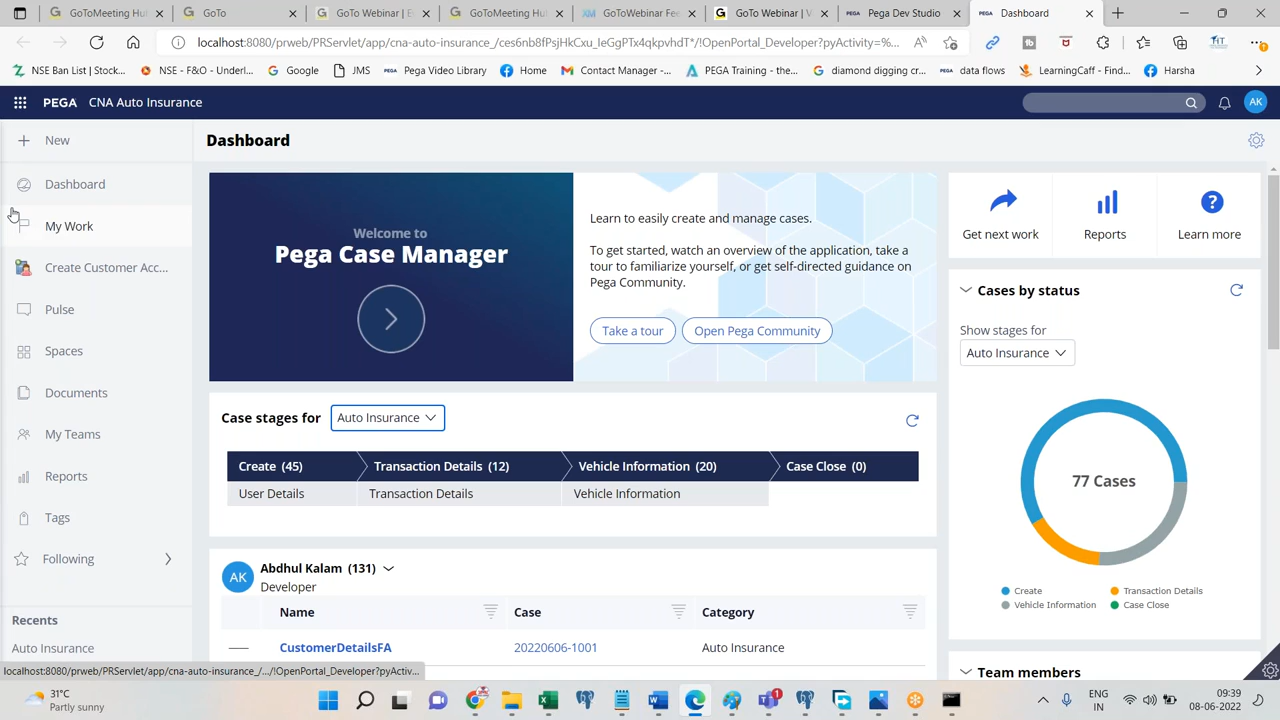 GoToMeeting Hu
GoTo
GoTo Webinar | E
GoToMeeting Hu
GoToWebinar Fee
GoTo Webinar | V
PEGA Pega Dev Studio
PEGA Dashboard
localhost:8080/prweb/PRServlet/app/cna-auto-insurance_/ces6nb8fPsjHkCxu_IeGgPTx4qkpvhdT*/!OpenPortal_Developer?pyActivity=%...
NSE Ban List | Stock...
NSE - F&O - Underl...
Google
JMS
PEGA Pega Video Library
Home
Contact Manager -...
PEGA Training - the...
diamond digging cr...
PEGA data flows
LearningCaff - Find...
Harsha
PEGA CNA Auto Insurance
AK
New
Dashboard
My Work
Create Customer Acc...
Pulse
Spaces
Documents
My Teams
Reports
Tags
Following
Recents
Auto Insurance
Dashboard
Welcome to
Pega Case Manager
Learn to easily create and manage cases.
To get started, watch an overview of the application, take a
tour to familiarize yourself, or get self-directed guidance on
Pega Community.
Take a tour
Open Pega Community
Get next work
Reports
Learn more
Cases by status
Show stages for
Auto Insurance
77 Cases
Create
Transaction Details
Vehicle Information
Case Close
Team members
Case stages for Auto Insurance
Create (45)
Transaction Details (12)
Vehicle Information (20)
Case Close (0)
User Details
Transaction Details
Vehicle Information
AK
Abdhul Kalam (131)
Developer
Name
Case
Category
CustomerDetailsFA
20220606-1001
Auto Insurance
localhost:8080/prweb/PRServlet/app/cna-auto-insurance_/.../!OpenPortal_Developer?pyActiv...
31°C
Partly sunny
1
ENG
IN
09:39
08-06-2022